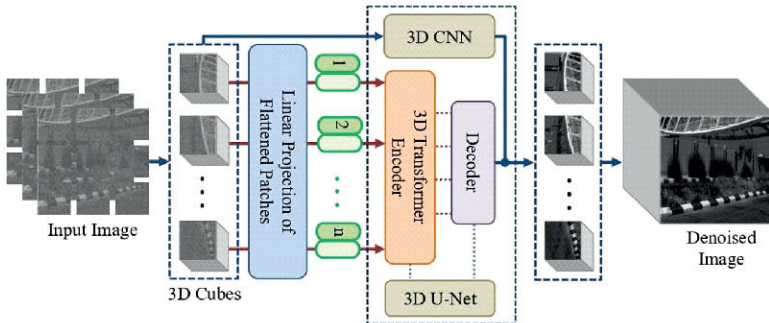 Input Image
3D Cubes
Linear Projection of
Flattened Patches
1
2
n
3D CNN
3D Transformer
Encoder
Decoder
3D U-Net
Denoised
Image